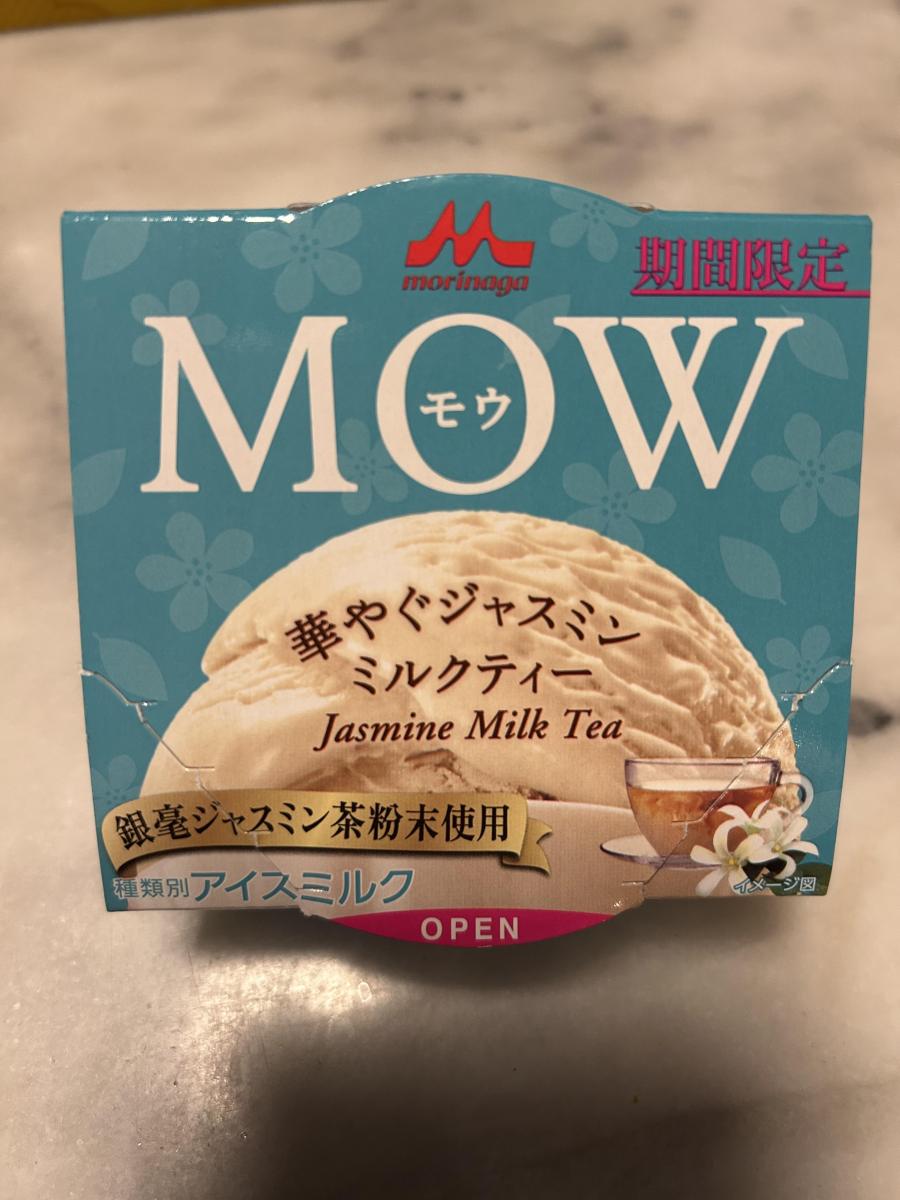 morinaga
期間限定
MOW
モウ
華やぐジャスミン
ミルクティー
Jasmine Milk Tea
銀毫ジャスミン茶粉末使用
種類別アイスミルク
イメージ図
OPEN